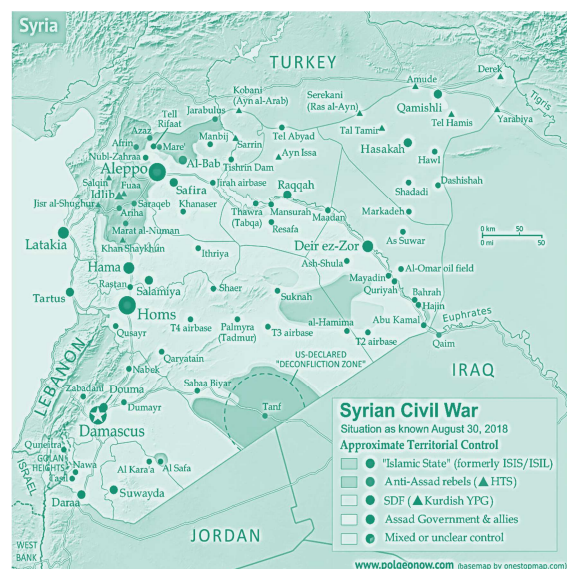 Syria
TURKEY
Derek
Amude
Tigris
Kobani
(Ayn al-Arab)
Serekani
(Ras al-Ayn)
Qamishli
Tell
Rifaat
Jarabulus
Azaz
Tal Tamir
Tel Hamis
Yarabiya
Afrin
Mare'
Manbij
Sarrin
Tel Abyad
Hasakah
Nubl-Zahraa
Al-Bab
Ayn Issa
Hawl
Tishrin Dam
Aleppo
Salqin
Fuaa
Safira
Jirah airbase
Raqqah
Dashishah
Idlib
Shadadi
Jisr al-Shughur
Saraqeb
Khanaser
Thawra
(Tabqa)
Mansurah
Maadan
Markadeh
Ariha
Marat al-Numan
Resafa
As Suwar
0 km 50
0 mi 50
Latakia
Khan Shaykhun
Ithriya
Deir ez-Zor
Ash-Shula
Hama
Mayadin
Al-Omar oil field
Tartus
Rastan
Salamiya
Shaer
Suknah
Quriyah
Bahrah
Hajin
Homs
T4 airbase
Palmyra
(Tadmur)
T3 airbase
al-Hamima
Abu Kamal
Euphrates
Qusayr
T2 airbase
Qaim
LEBANON
Qaryatain
US-DECLARED
"DECONFLICTION ZONE"
IRAQ
Nabek
Sabaa Biyar
Zabadani
Douma
Dumayr
Tanf
Damascus
Quneitra
GOLAN
HEIGHTS
Nawa
Tasil
ISRAEL
Al Kara'a
Al Safa
Suwayda
Daraa
WEST
BANK
JORDAN
Syrian Civil War
Situation as known August 30, 2018
Approximate Territorial Control
"Islamic State" (formerly ISIS/ISIL)
Anti-Assad rebels (▲ HTS)
SDF (▲ Kurdish YPG)
Assad Government & allies
Mixed or unclear control
www.polgeonow.com (basemap by onestopmap.com)